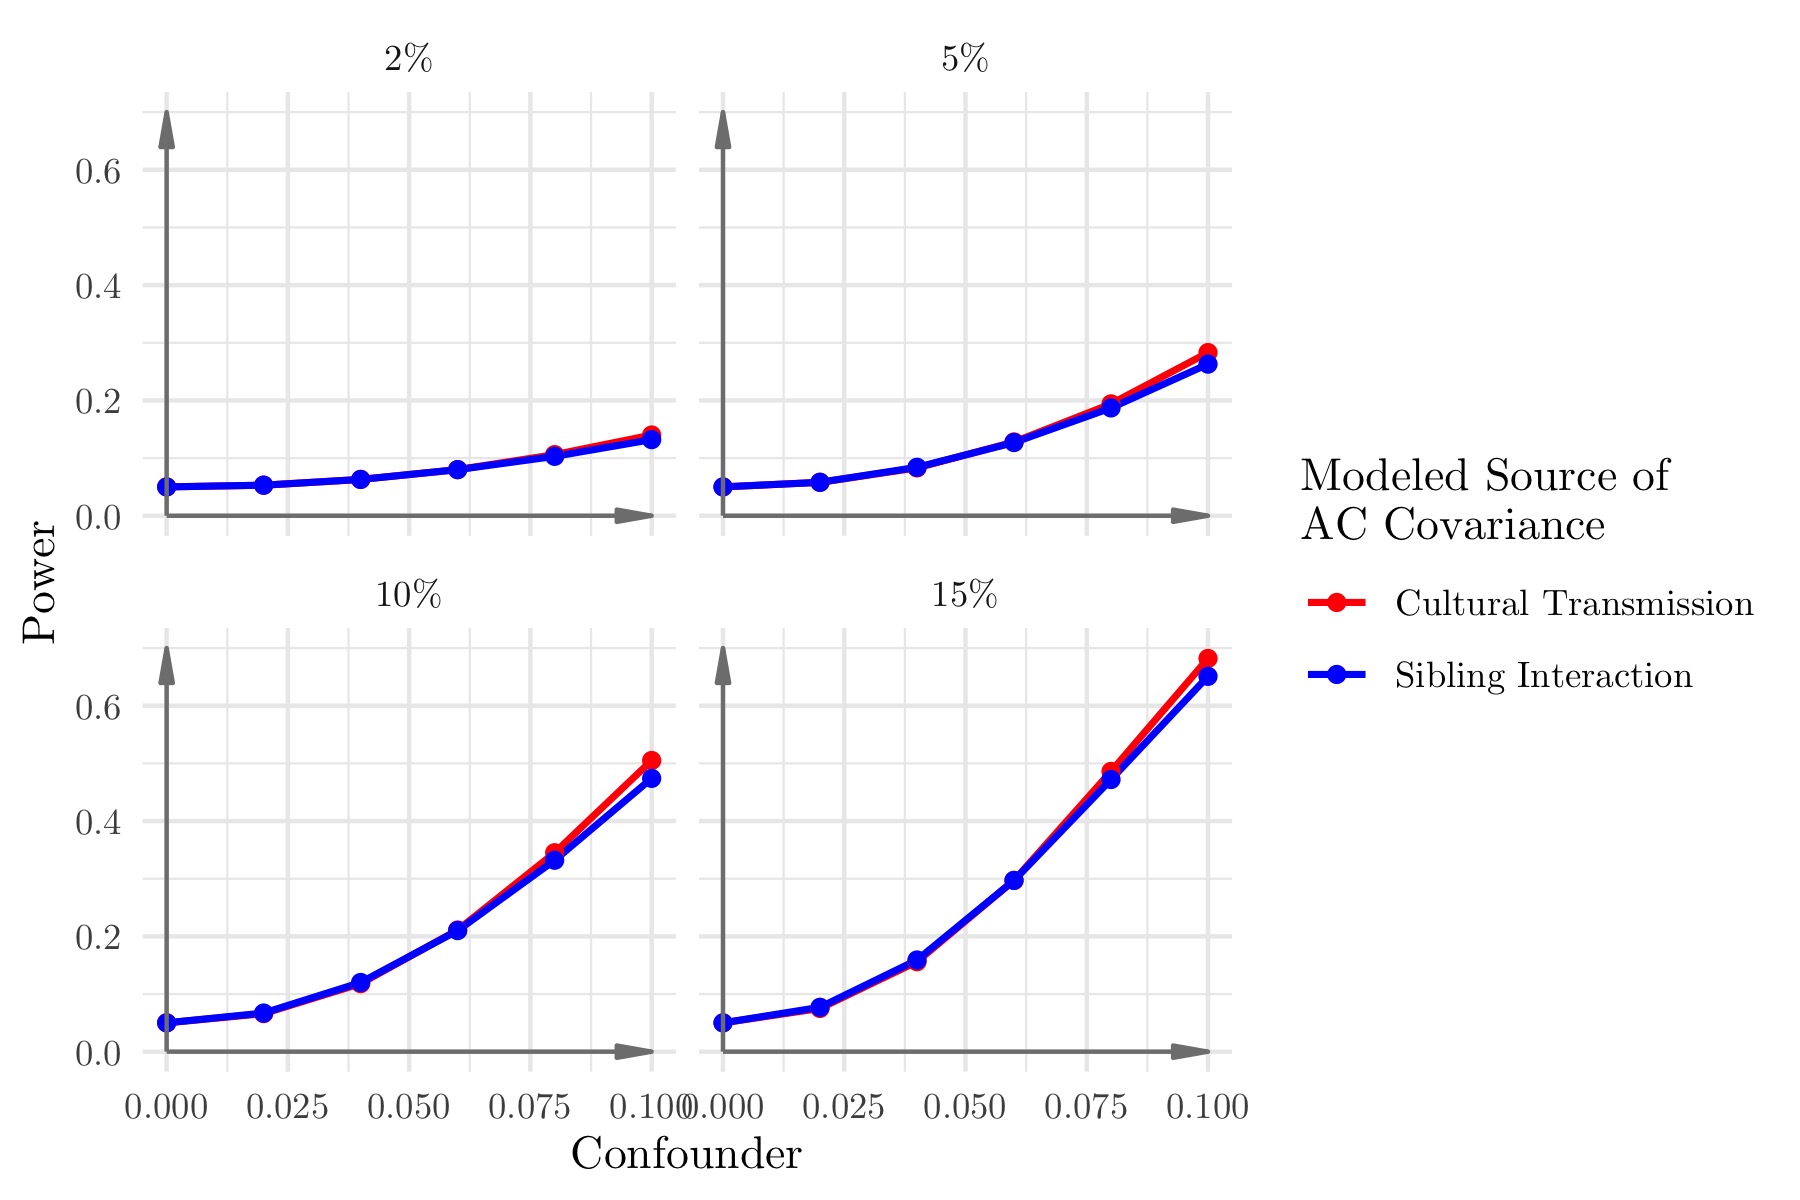 2%
5%
0.6
0.4
0.2
0.0
Power
10%
15%
0.6
0.4
0.2
0.0
0.000 0.025 0.050 0.075 0.100 0.000 0.025 0.050 0.075 0.100
Confounder
Modeled Source of
AC Covariance
Cultural Transmission
Sibling Interaction